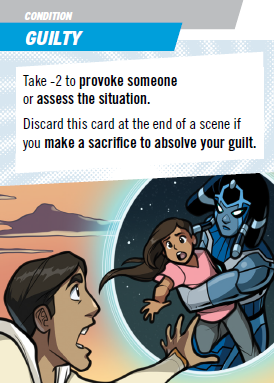 CONDITION
GUILTY
Take -2 to provoke someone
or assess the situation.
Discard this card at the end of a scene if
you make a sacrifice to absolve your guilt.